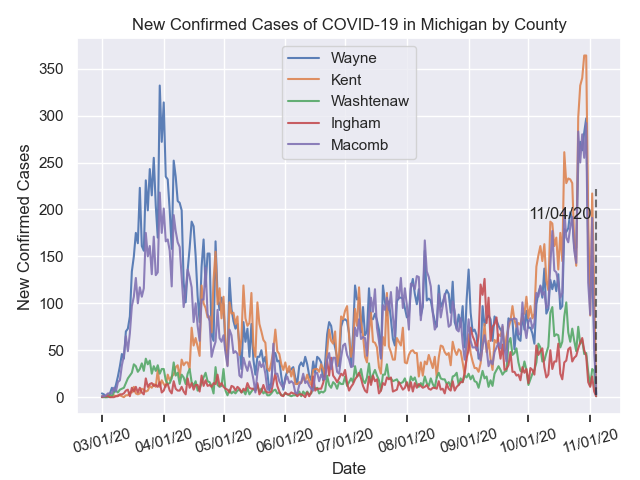 New Confirmed Cases of COVID-19 in Michigan by County
Wayne
Kent
Washtenaw
Ingham
Macomb
350
300
250
200
150
100
50
0
New Confirmed Cases
11/04/20
03/01/20
04/01/20
05/01/20
06/01/20
07/01/20
08/01/20
09/01/20
10/01/20
11/01/20
Date